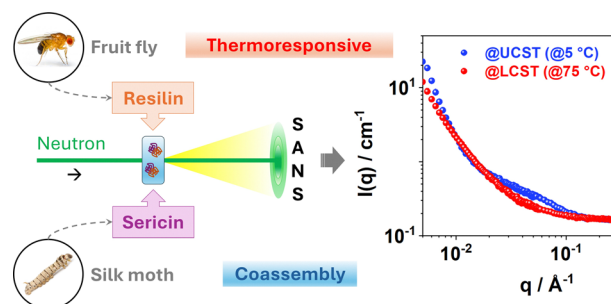 Fruit fly
Thermoresponsive
Resilin
Neutron
→
SANS
Sericin
Silk moth
Coassembly
@UCST (@5 °C)
@LCST (@75 °C)
I(q) / cm⁻¹
10¹
10⁰
10⁻¹
10⁻²
10⁻¹
q / Å⁻¹